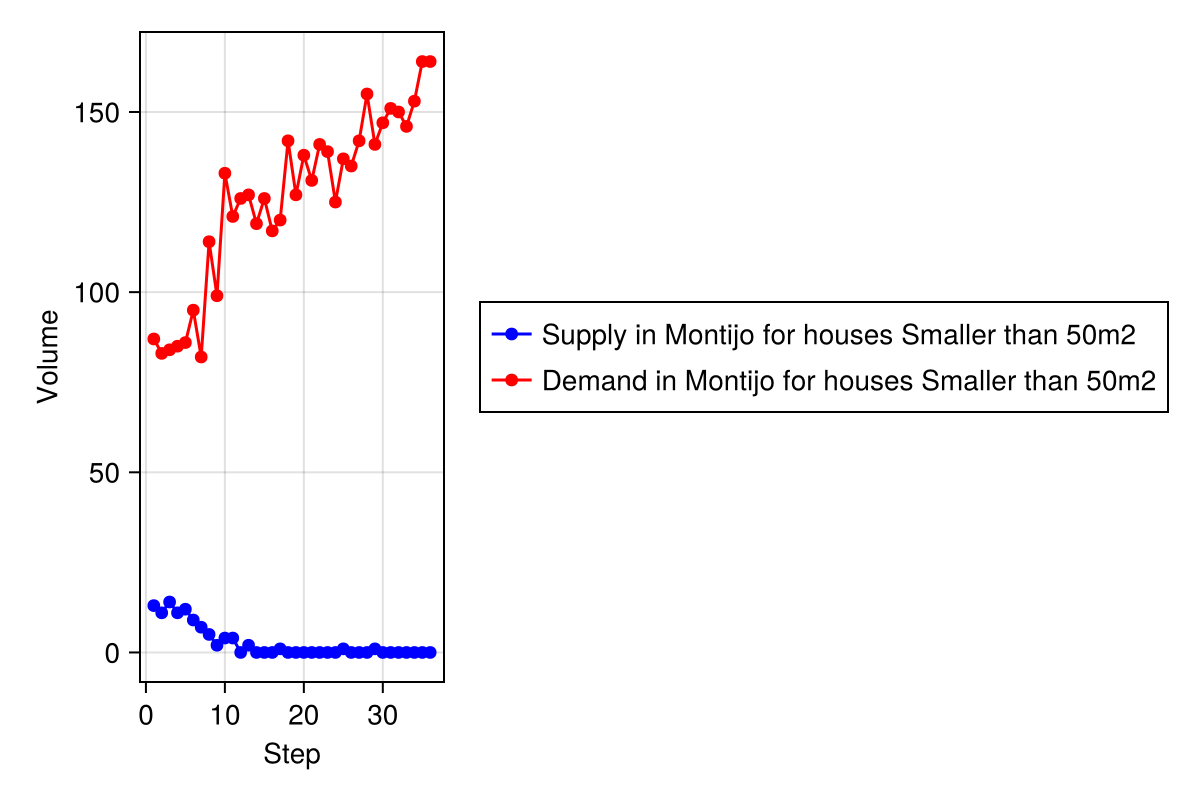 150
100
50
0
Volume
0 10 20 30
Step
Supply in Montijo for houses Smaller than 50m2
Demand in Montijo for houses Smaller than 50m2